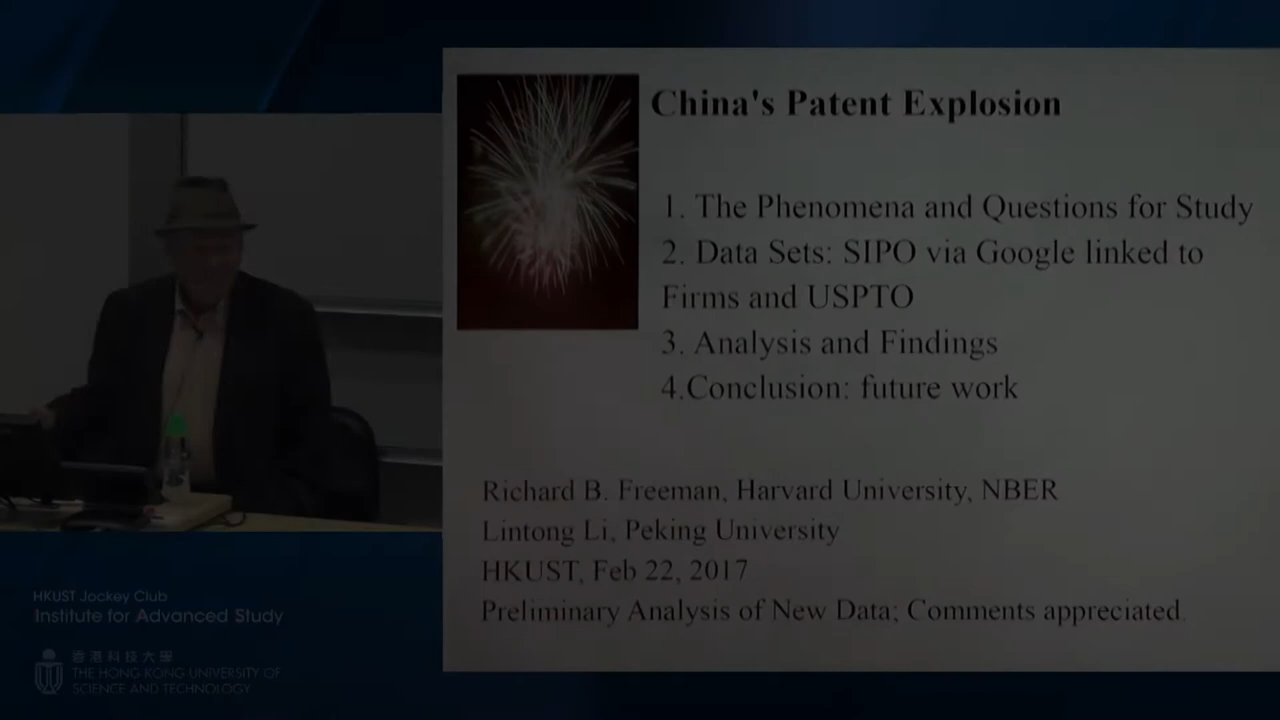 China's Patent Explosion
1. The Phenomena and Questions for Study
2. Data Sets: SIPO via Google linked to
Firms and USPTO
3. Analysis and Findings
4.Conclusion: future work
Richard B. Freeman, Harvard University, NBER
Lintong Li, Peking University
HKUST, Feb 22, 2017
Preliminary Analysis of New Data; Comments appreciated.
HKUST Jockey Club
Institute for Advanced Study
香港科技大學
THE HONG KONG UNIVERSITY OF
SCIENCE AND TECHNOLOGY